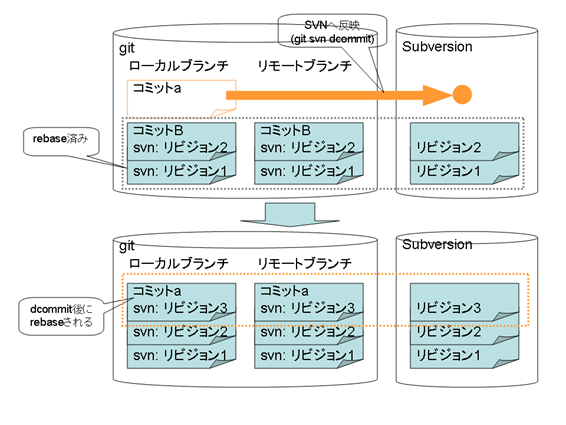 SVNへ反映
(git svn dcommit)
git
Subversion
ローカルブランチ
リモートブランチ
コミットa
rebase済み
コミットB
svn: リビジョン2
svn: リビジョン1
コミットB
svn: リビジョン2
svn: リビジョン1
リビジョン2
リビジョン1
git
Subversion
ローカルブランチ
リモートブランチ
dcommit後に
rebaseされる
コミットa
svn: リビジョン3
svn: リビジョン2
svn: リビジョン1
コミットa
svn: リビジョン3
svn: リビジョン2
svn: リビジョン1
リビジョン3
リビジョン2
リビジョン1